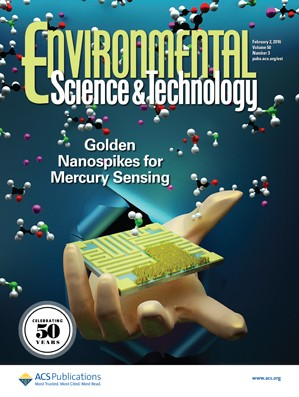 ENVIRONMENTAL
Science & Technology
February 2, 2016
Volume 50
Number 3
pubs.acs.org/est
Golden
Nanospikes for
Mercury Sensing
CELEBRATING
50
YEARS
ACS Publications
Most Trusted. Most Cited. Most Read.
www.acs.org